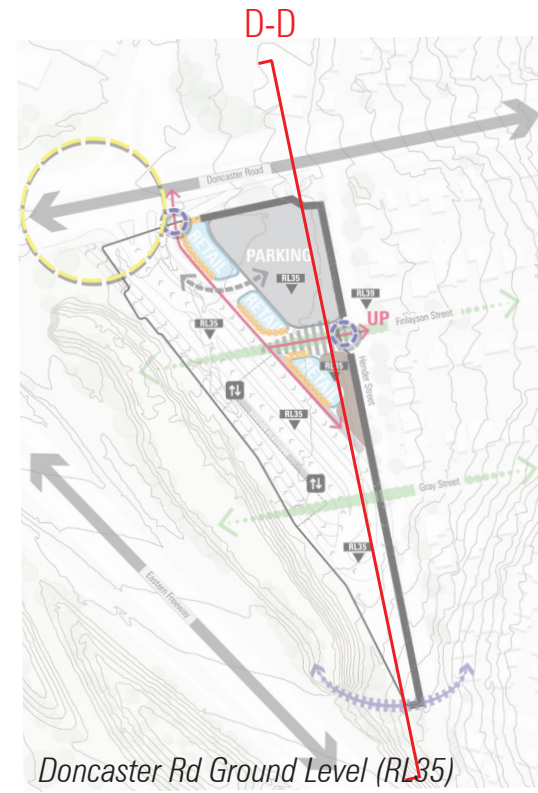 D-D
Doncaster Road
RETAIL
PARKING
RL35
RL39
RETAIL
RL35
UP
Finlayson Street
RETAIL
RL35
Hender Street
RL35
Gray Street
RL35
Eastern Freeway
Doncaster Rd Ground Level (RL35)